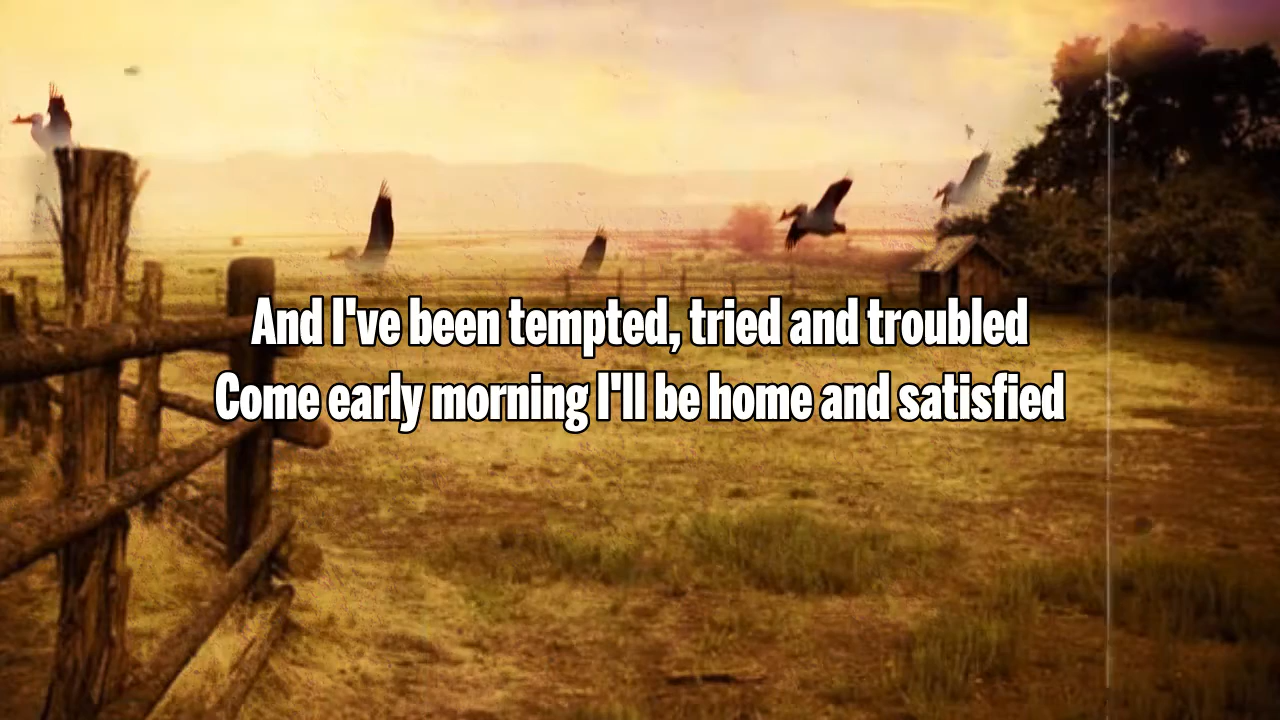 And I've been tempted, tried and troubled
Come early morning I'll be home and satisfied